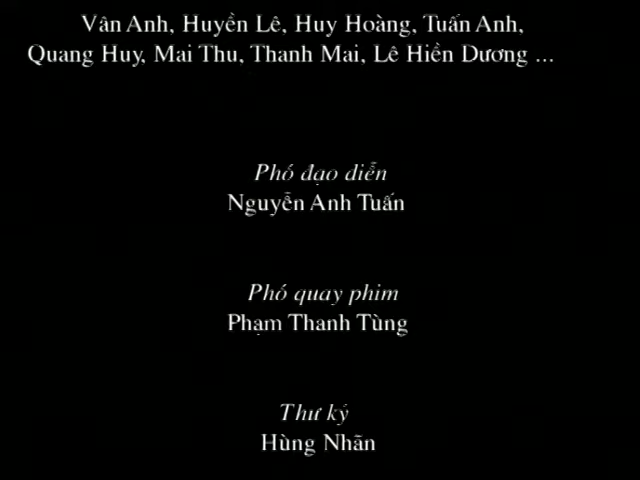 Vân Anh, Huyền Lê, Huy Hoàng, Tuấn Anh,
Quang Huy, Mai Thu, Thanh Mai, Lê Hiền Dương ...
Phó đạo diễn
Nguyễn Anh Tuấn
Phó quay phim
Phạm Thanh Tùng
Thư ký
Hùng Nhãn